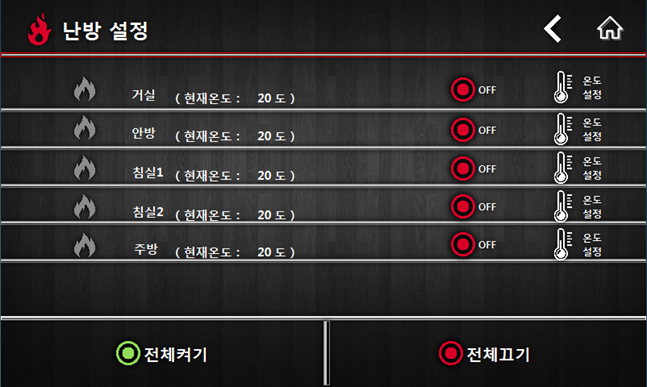 난방 설정
거실 ( 현재온도 : 20 도 ) OFF 온도 설정
안방 ( 현재온도 : 20 도 ) OFF 온도 설정
침실1 ( 현재온도 : 20 도 ) OFF 온도 설정
침실2 ( 현재온도 : 20 도 ) OFF 온도 설정
주방 ( 현재온도 : 20 도 ) OFF 온도 설정
전체켜기 전체끄기